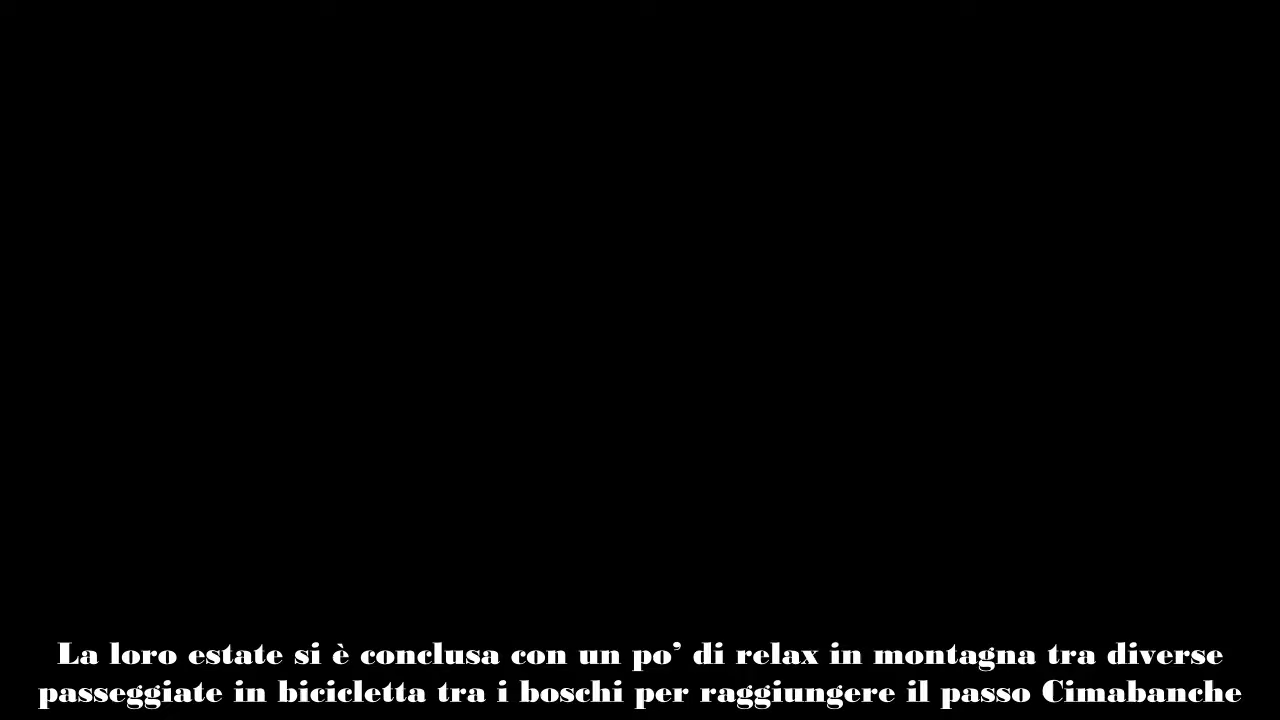 La loro estate si è conclusa con un po’ di relax in montagna tra diverse
passeggiate in bicicletta tra i boschi per raggiungere il passo Cimabanche